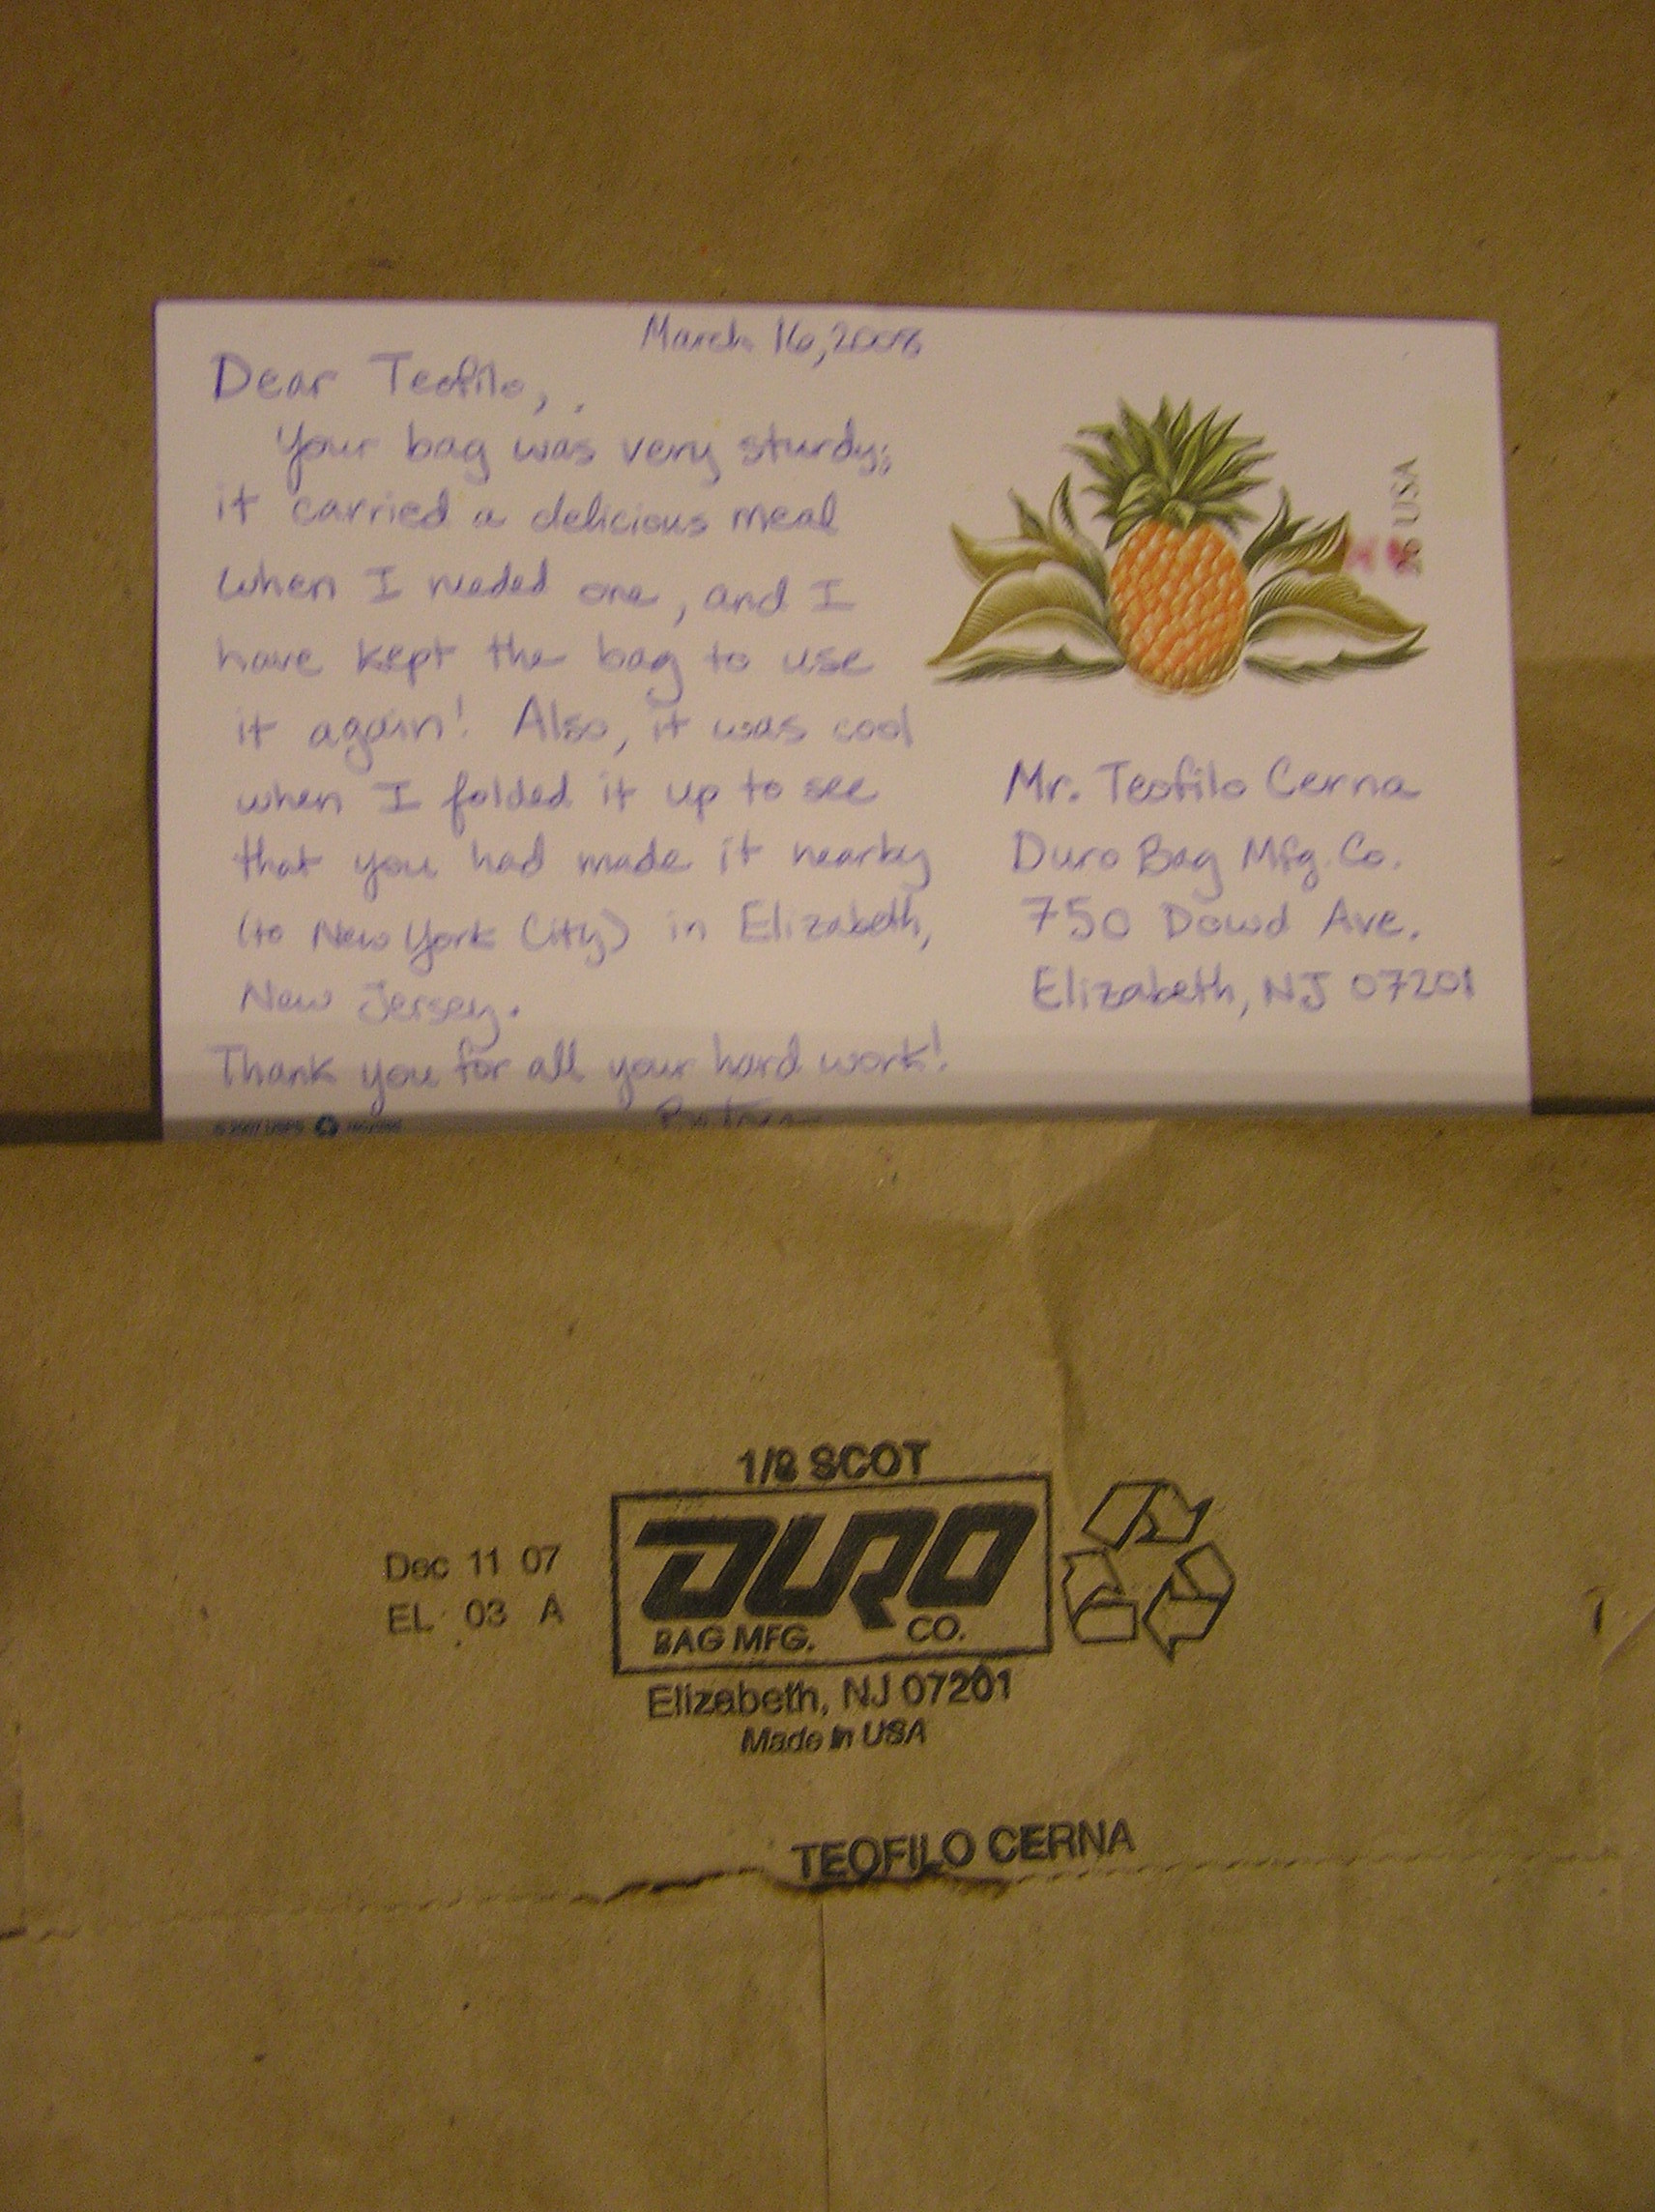 March 16, 2008
Dear Teofilo,
Your bag was very sturdy;
it carried a delicious meal
when I needed one, and I
have kept the bag to use
it again! Also, it was cool
when I folded it up to see
that you had made it nearby
(to New York City) in Elizabeth,
New Jersey.
Thank you for all your hard work!
© 2007 USPS
USA
Mr. Teofilo Cerna
Duro Bag Mfg. Co.
750 Dowd Ave.
Elizabeth, NJ 07201
1/8 SCOT
Dec 11 07
EL 03 A
DURO
BAG MFG. CO.
Elizabeth, NJ 07201
Made In USA
TEOFILO CERNA